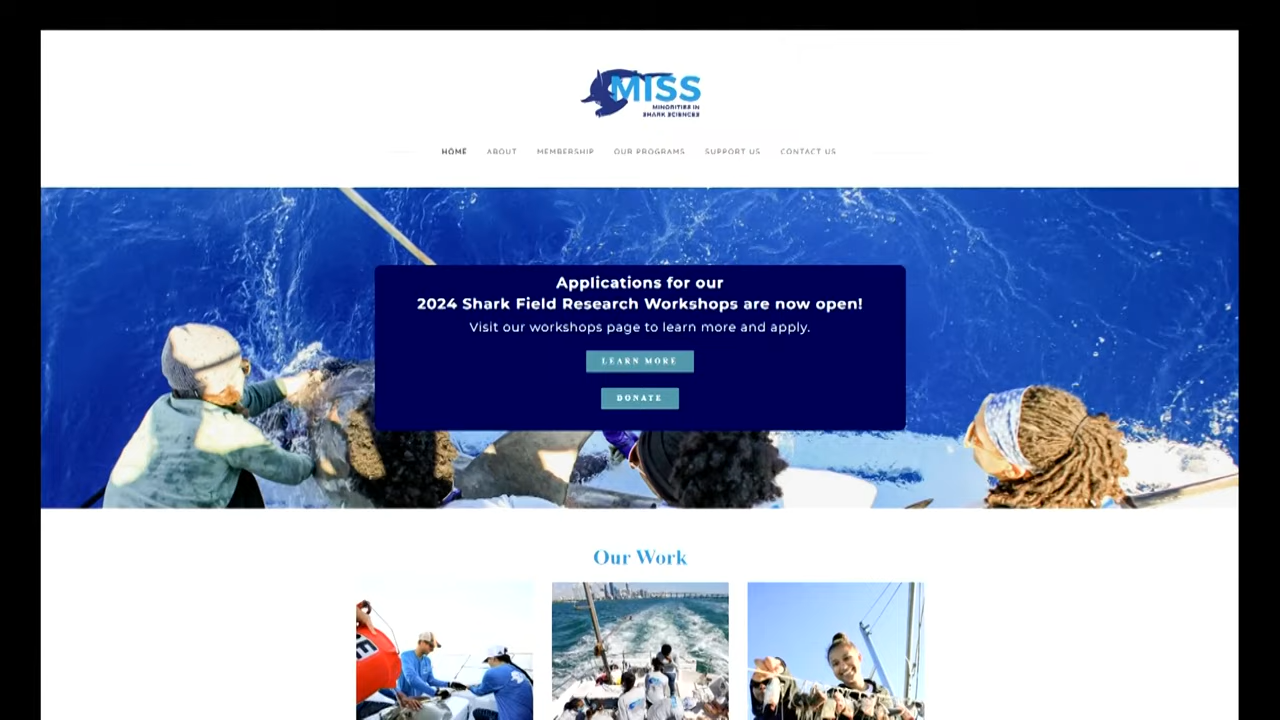 MISS
MINORITIES IN
SHARK SCIENCES
HOME ABOUT MEMBERSHIP OUR PROGRAMS SUPPORT US CONTACT US
Applications for our
2024 Shark Field Research Workshops are now open!
Visit our workshops page to learn more and apply.
LEARN MORE
DONATE
Our Work